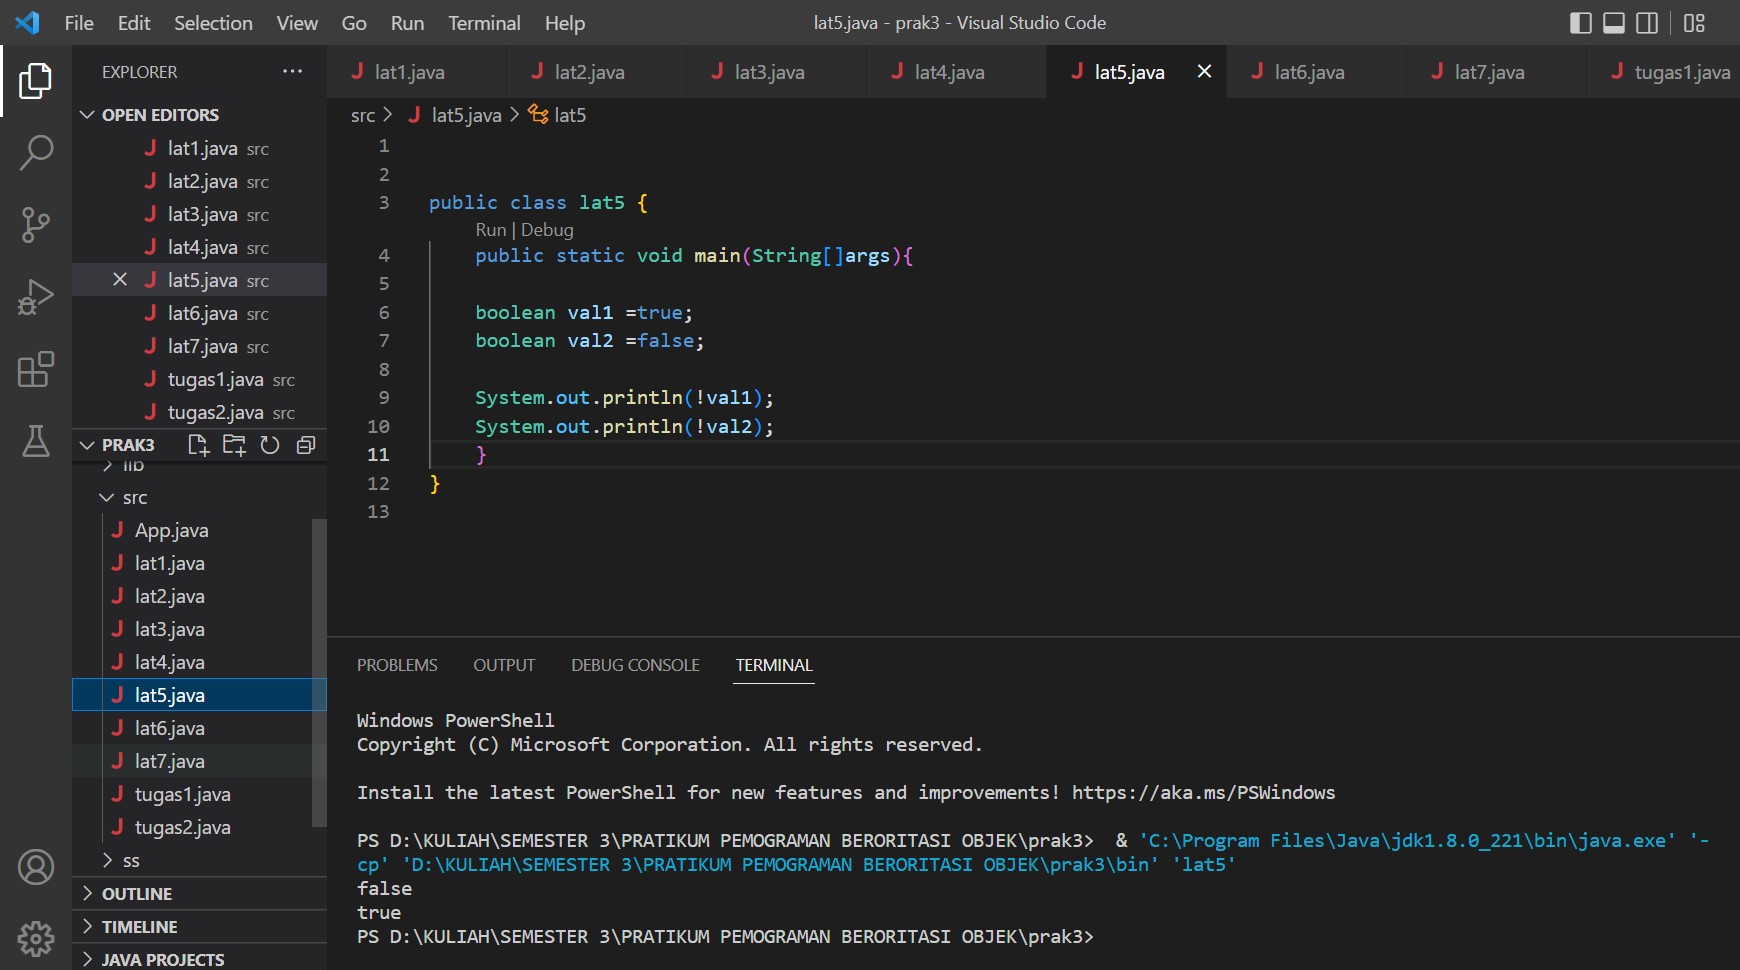 File Edit Selection View Go Run Terminal Help
lat5.java - prak3 - Visual Studio Code
EXPLORER
OPEN EDITORS
lat1.java src
lat2.java src
lat3.java src
lat4.java src
lat5.java src
lat6.java src
lat7.java src
tugas1.java src
tugas2.java src
PRAK3
lib
src
App.java
lat1.java
lat2.java
lat3.java
lat4.java
lat5.java
lat6.java
lat7.java
tugas1.java
tugas2.java
ss
OUTLINE
TIMELINE
JAVA PROJECTS
lat1.java lat2.java lat3.java lat4.java lat5.java lat6.java lat7.java tugas1.java
src > lat5.java > lat5
1
2
3 public class lat5 {
Run | Debug
4 public static void main(String[]args){
5
6 boolean val1 =true;
7 boolean val2 =false;
8
9 System.out.println(!val1);
10 System.out.println(!val2);
11 }
12 }
13
PROBLEMS OUTPUT DEBUG CONSOLE TERMINAL
Windows PowerShell
Copyright (C) Microsoft Corporation. All rights reserved.
Install the latest PowerShell for new features and improvements! https://aka.ms/PSWindows
PS D:\KULIAH\SEMESTER 3\PRATIKUM PEMOGRAMAN BERORITASI OBJEK\prak3> & 'C:\Program Files\Java\jdk1.8.0_221\bin\java.exe' '-
cp' 'D:\KULIAH\SEMESTER 3\PRATIKUM PEMOGRAMAN BERORITASI OBJEK\prak3\bin' 'lat5'
false
true
PS D:\KULIAH\SEMESTER 3\PRATIKUM PEMOGRAMAN BERORITASI OBJEK\prak3>